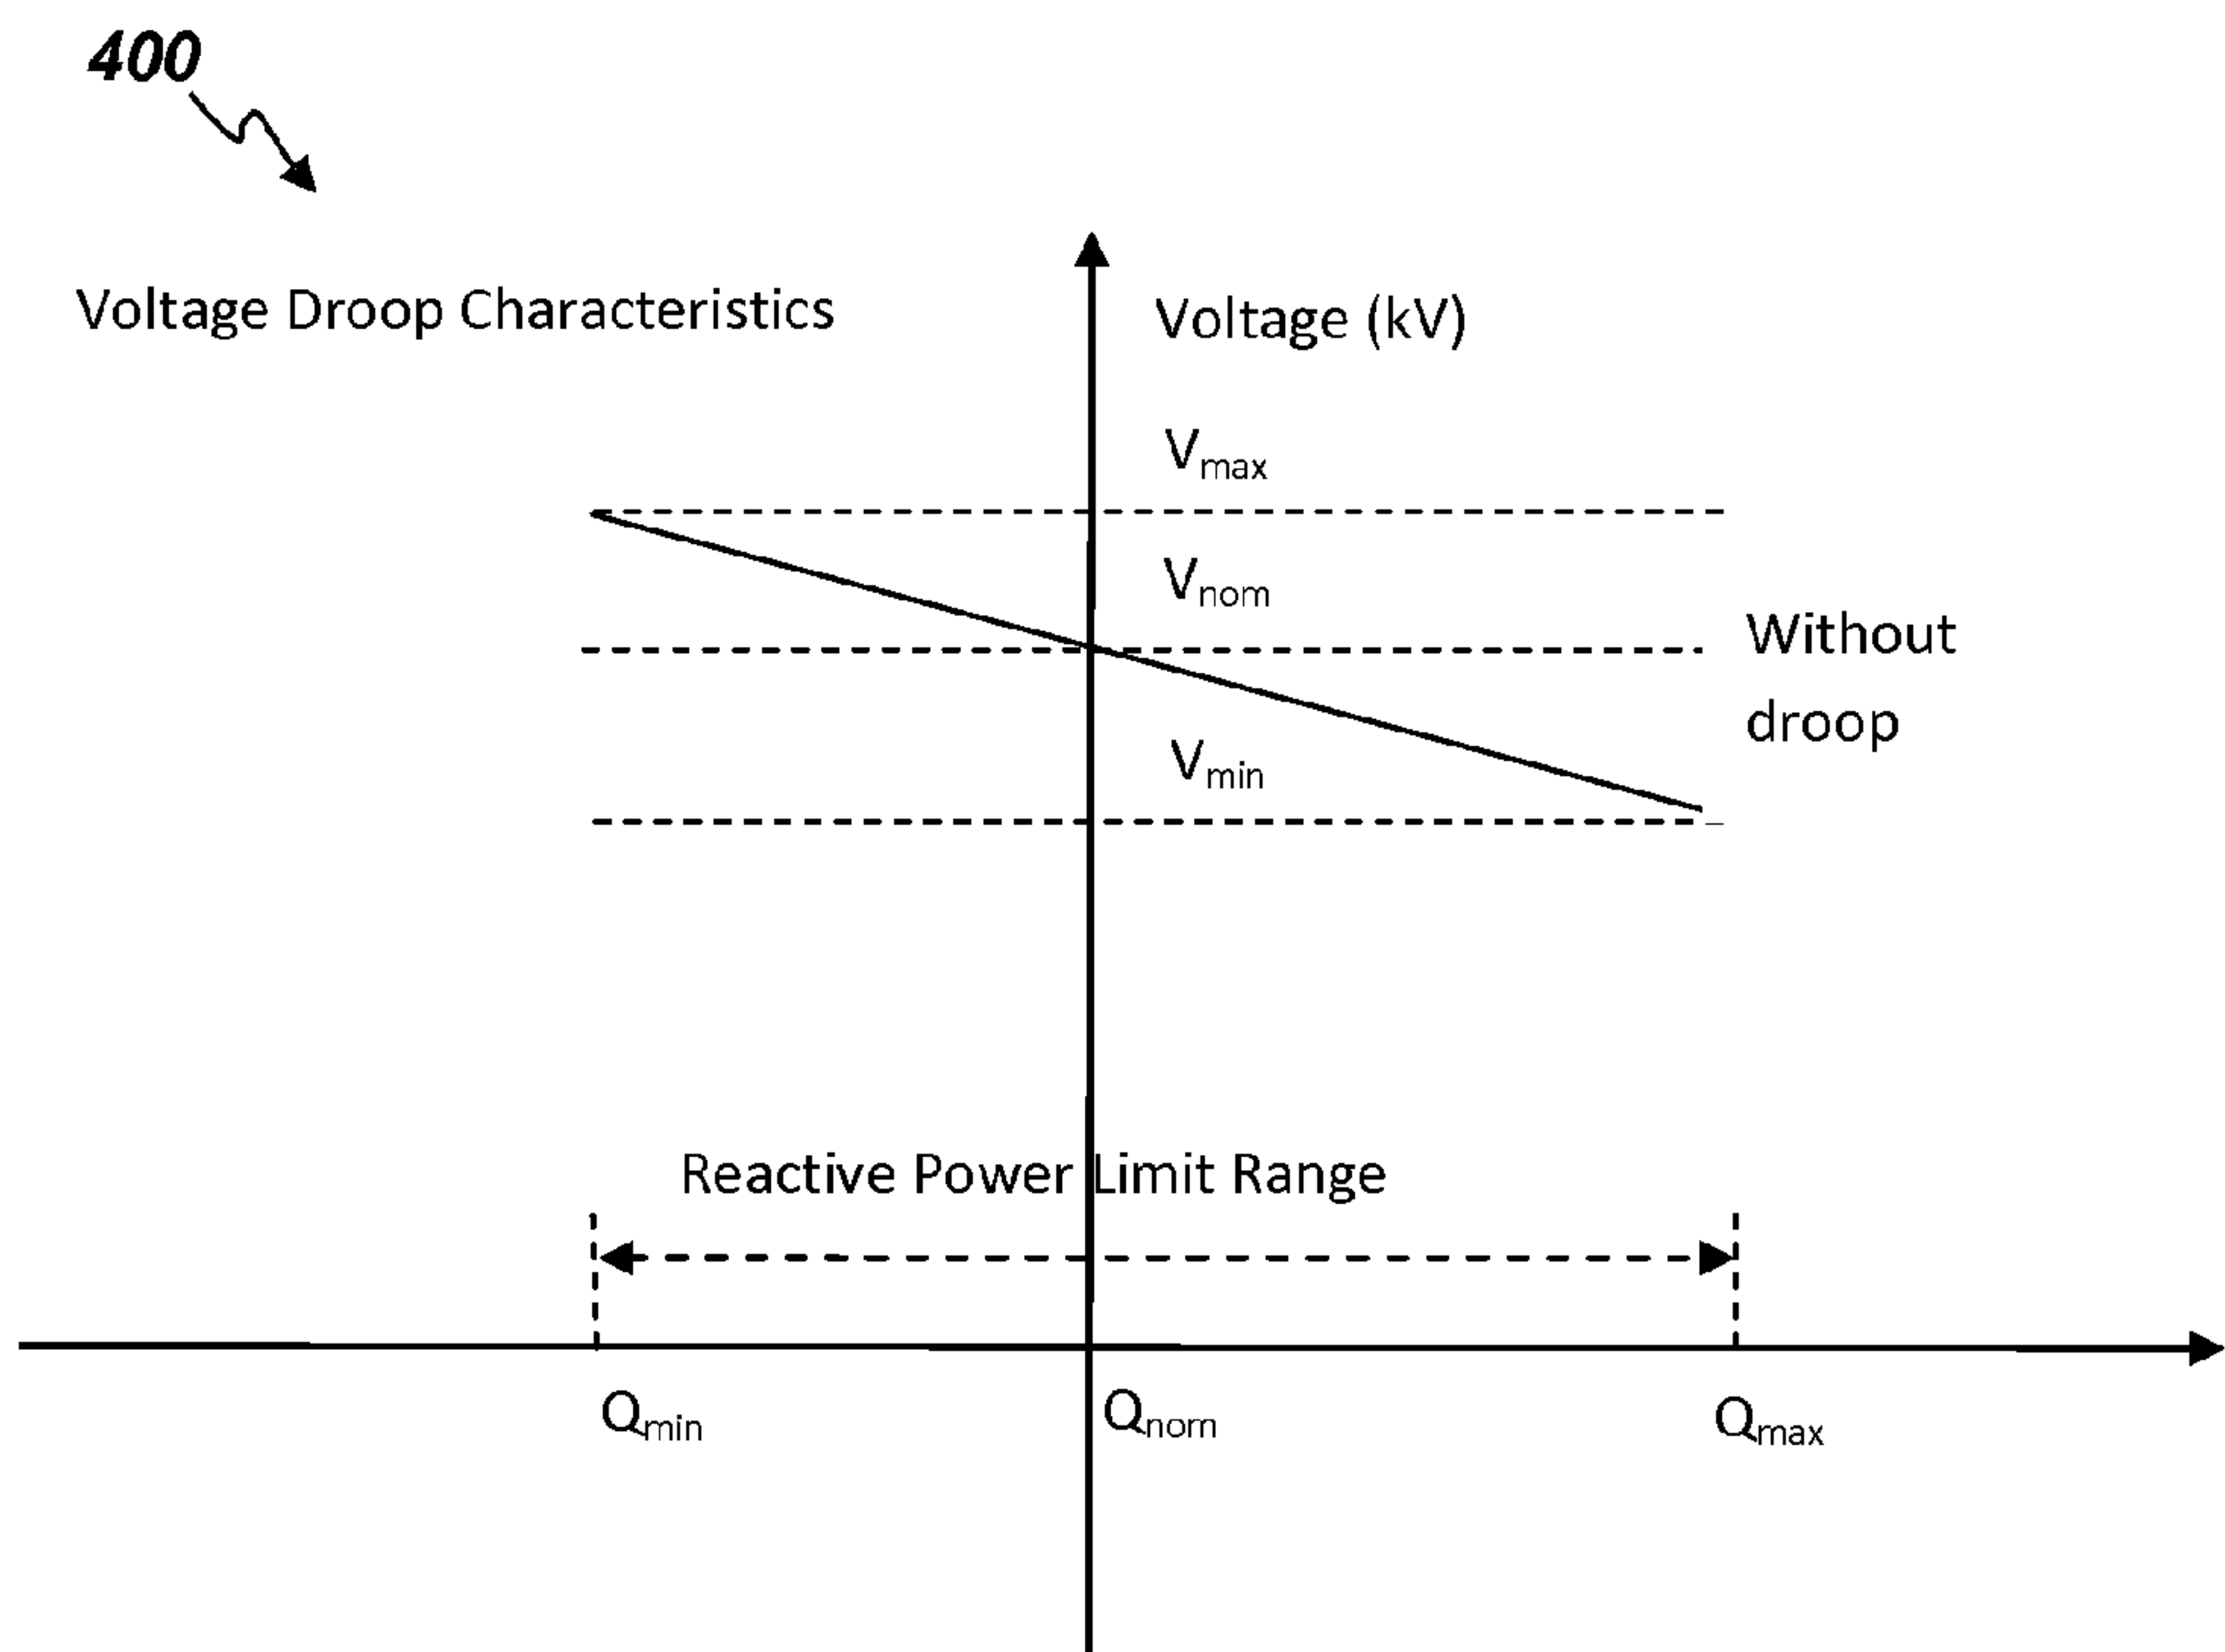 400
Voltage Droop Characteristics
Voltage (kV)
Vmax
Vnom
Without
droop
Vmin
Reactive Power Limit Range
Qmin
Qnom
Qmax